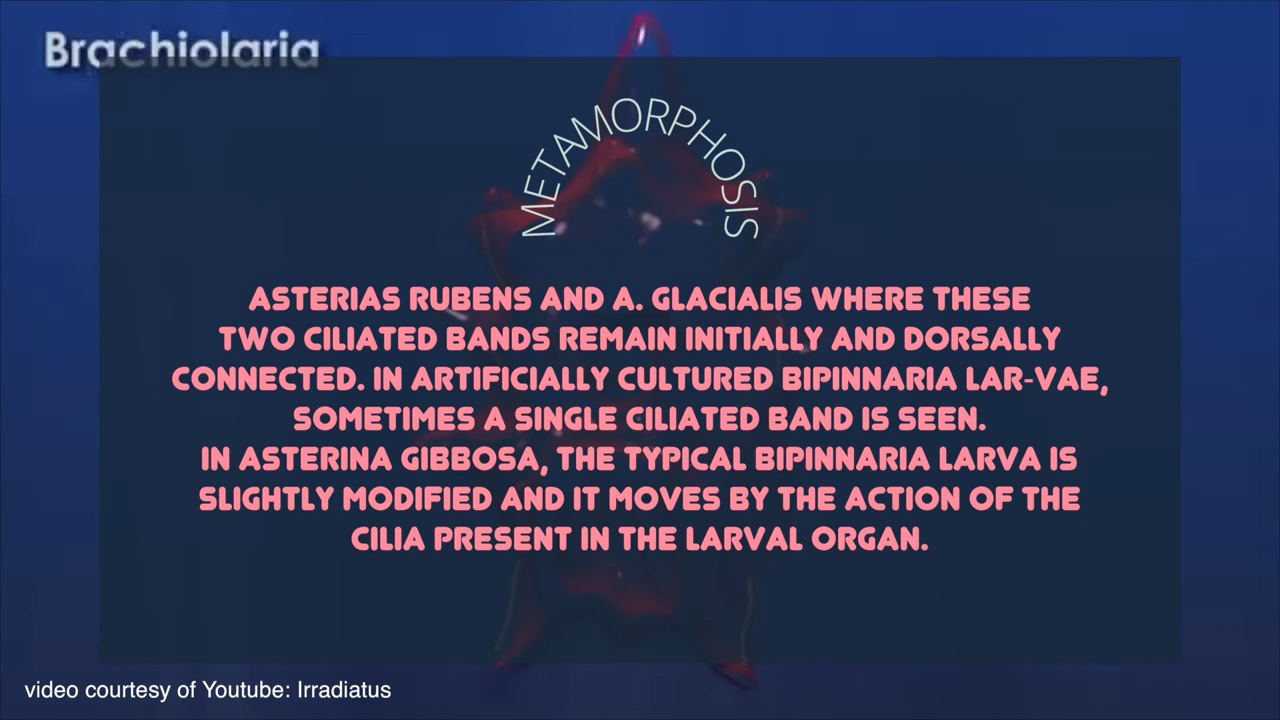 Brachiolaria
METAMORPHOSIS
ASTERIAS RUBENS AND A. GLACIALIS WHERE THESE
TWO CILIATED BANDS REMAIN INITIALLY AND DORSALLY
CONNECTED. IN ARTIFICIALLY CULTURED BIPINNARIA LAR-VAE,
SOMETIMES A SINGLE CILIATED BAND IS SEEN.
IN ASTERINA GIBBOSA, THE TYPICAL BIPINNARIA LARVA IS
SLIGHTLY MODIFIED AND IT MOVES BY THE ACTION OF THE
CILIA PRESENT IN THE LARVAL ORGAN.
video courtesy of Youtube: Irradiatus